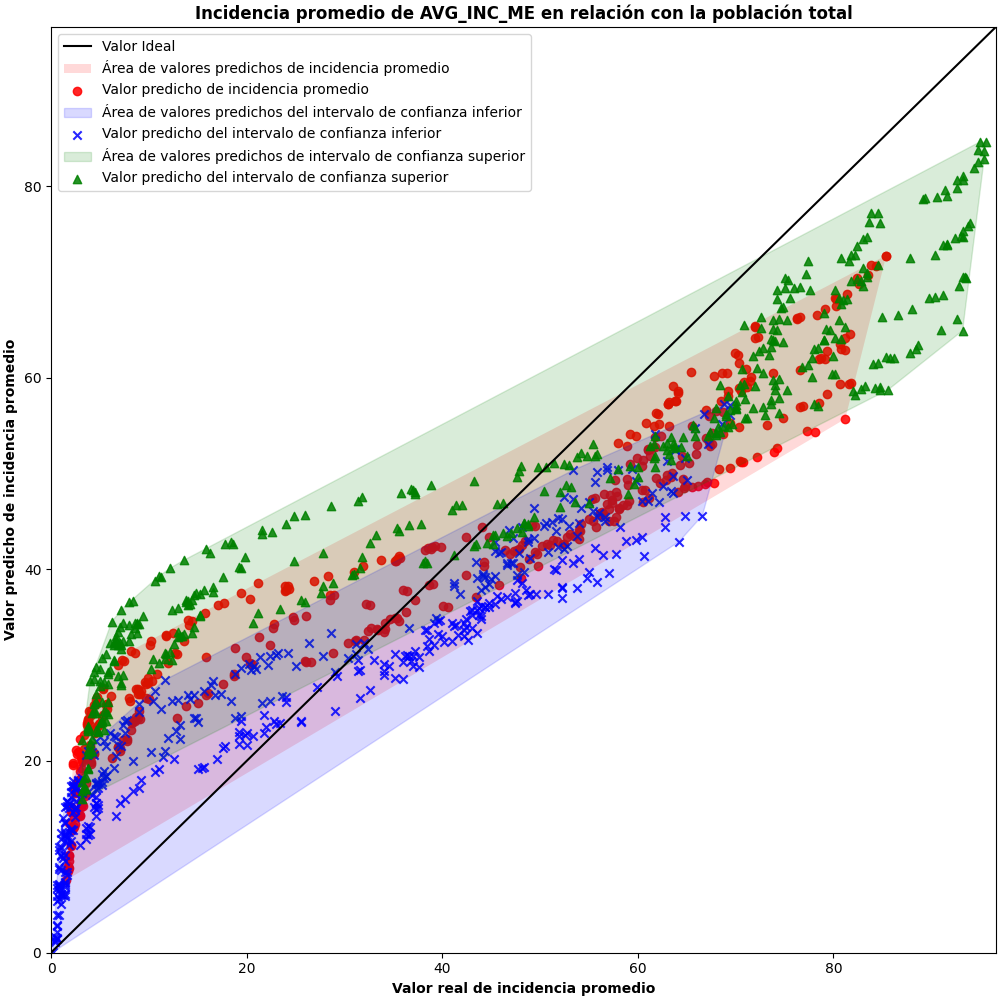 Incidencia promedio de AVG_INC_ME en relación con la población total
Valor Ideal
Área de valores predichos de incidencia promedio
Valor predicho de incidencia promedio
Área de valores predichos del intervalo de confianza inferior
Valor predicho del intervalo de confianza inferior
Área de valores predichos de intervalo de confianza superior
Valor predicho del intervalo de confianza superior
Valor predicho de incidencia promedio
80
60
40
20
0
0 20 40 60 80
Valor real de incidencia promedio